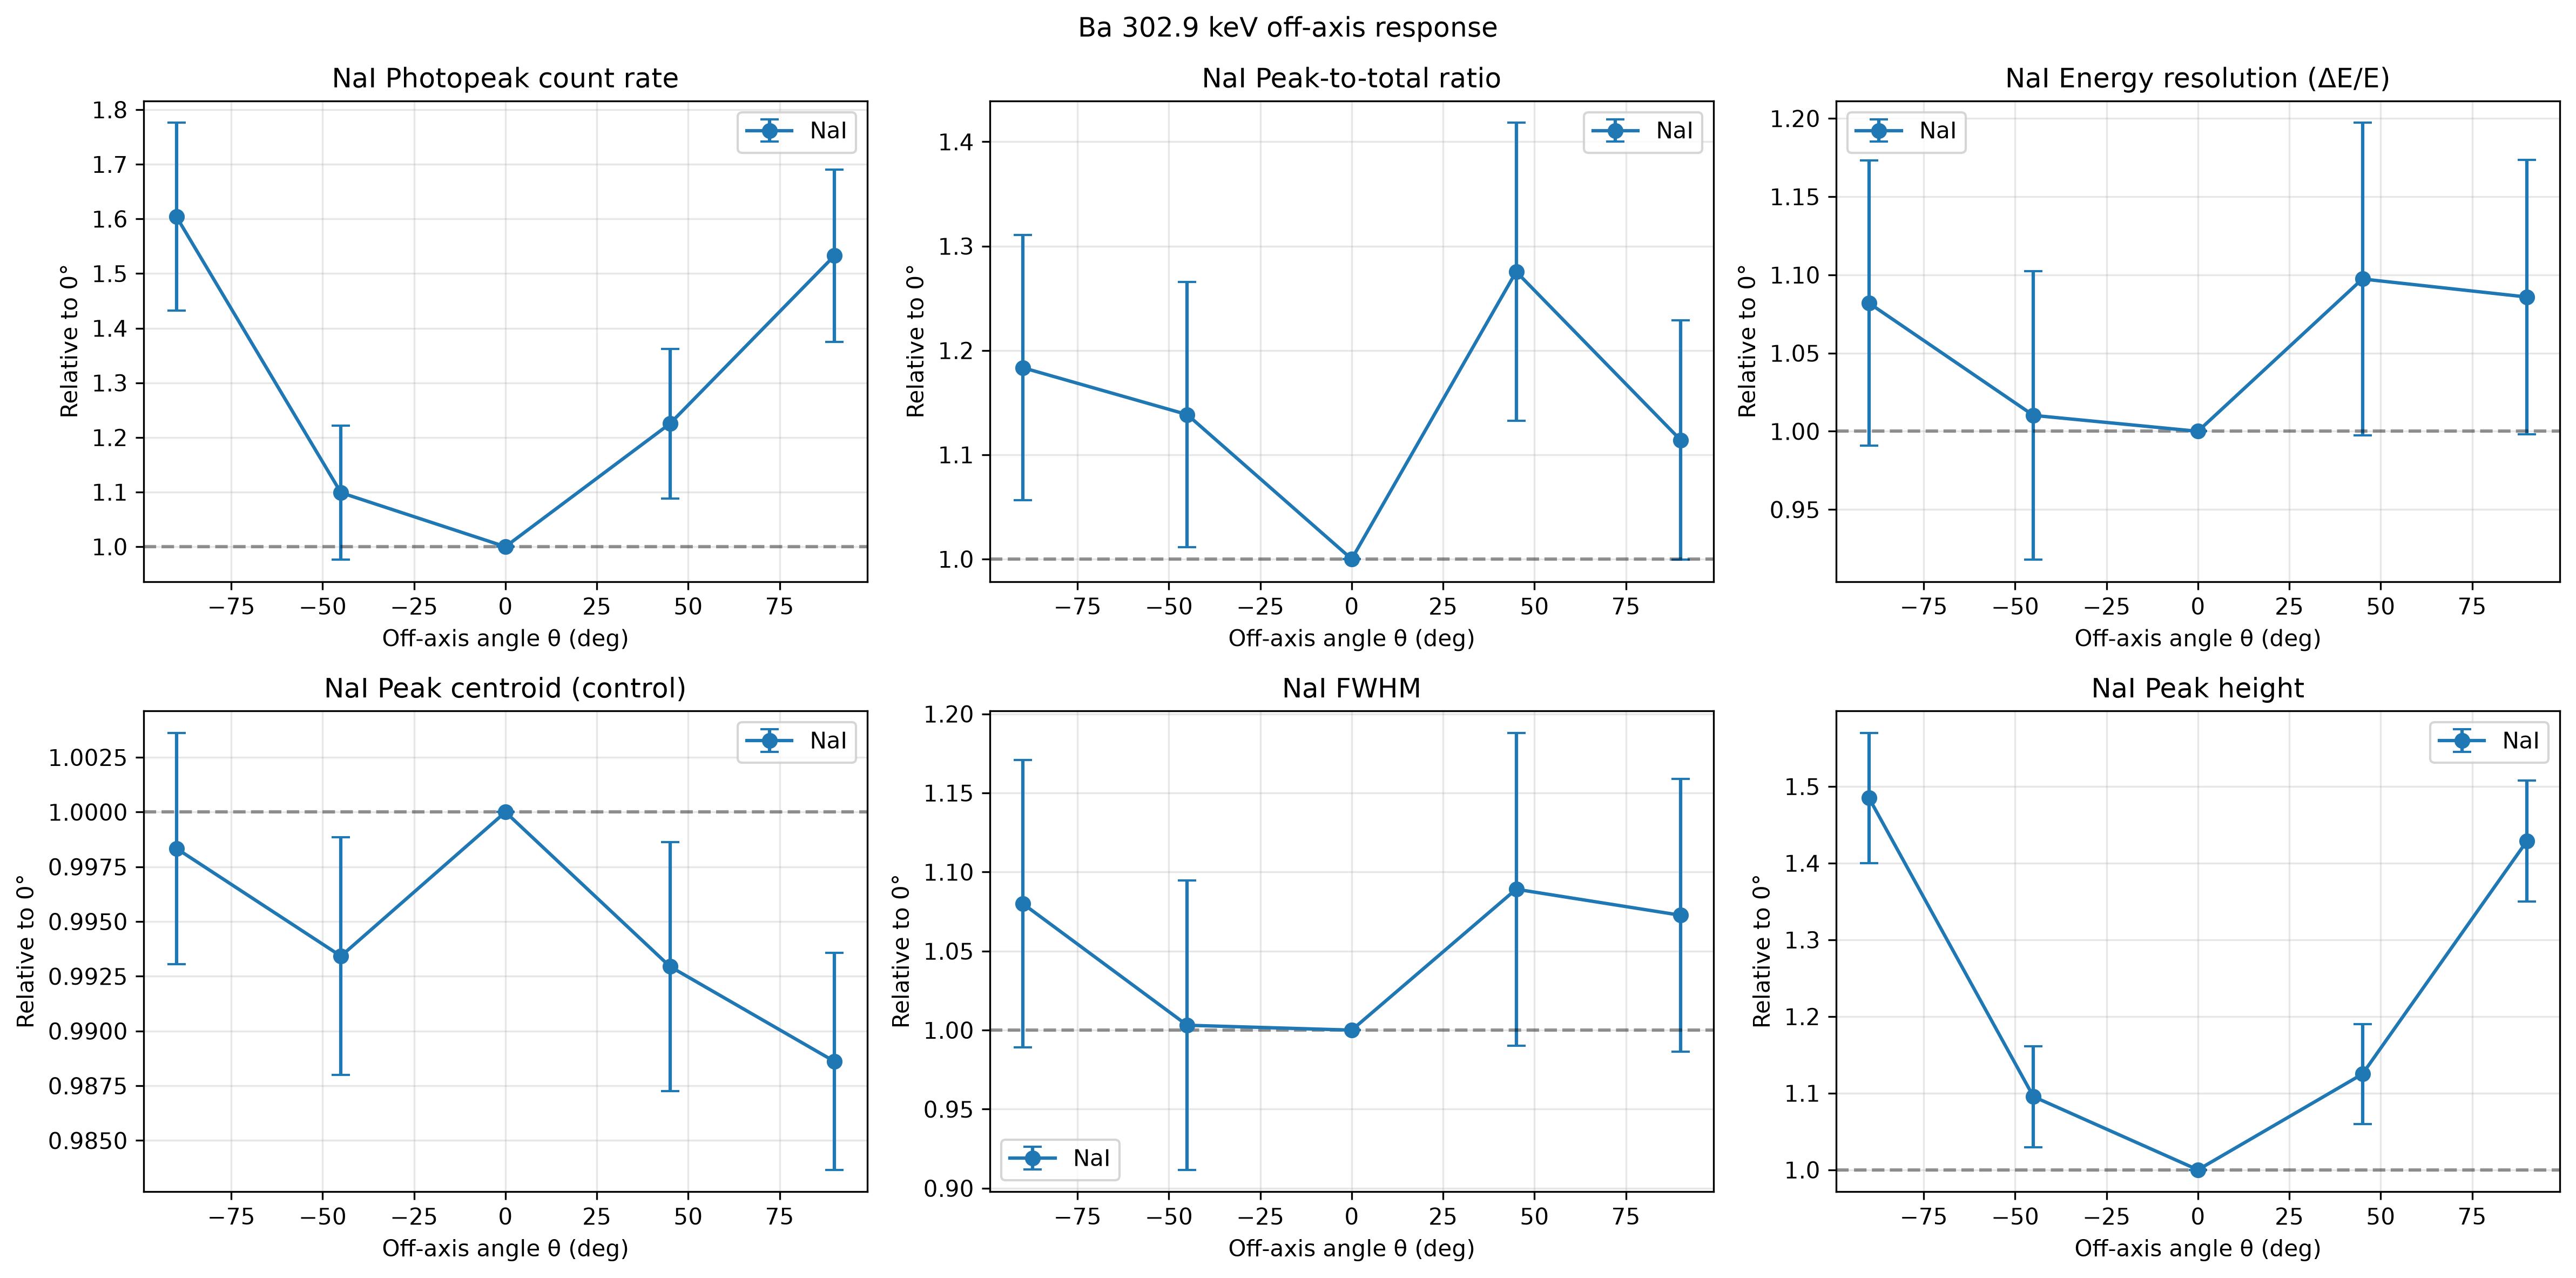 Ba 302.9 keV off-axis response
NaI Photopeak count rate
1.8
1.7
1.6
1.5
1.4
1.3
1.2
1.1
1.0
Relative to 0°
NaI
−75 −50 −25 0 25 50 75
Off-axis angle θ (deg)
NaI Peak-to-total ratio
1.4
1.3
1.2
1.1
1.0
Relative to 0°
NaI
−75 −50 −25 0 25 50 75
Off-axis angle θ (deg)
NaI Energy resolution (ΔE/E)
1.20
1.15
1.10
1.05
1.00
0.95
Relative to 0°
NaI
−75 −50 −25 0 25 50 75
Off-axis angle θ (deg)
NaI Peak centroid (control)
1.0025
1.0000
0.9975
0.9950
0.9925
0.9900
0.9875
0.9850
Relative to 0°
NaI
−75 −50 −25 0 25 50 75
Off-axis angle θ (deg)
NaI FWHM
1.20
1.15
1.10
1.05
1.00
0.95
0.90
Relative to 0°
NaI
−75 −50 −25 0 25 50 75
Off-axis angle θ (deg)
NaI Peak height
1.5
1.4
1.3
1.2
1.1
1.0
Relative to 0°
NaI
−75 −50 −25 0 25 50 75
Off-axis angle θ (deg)